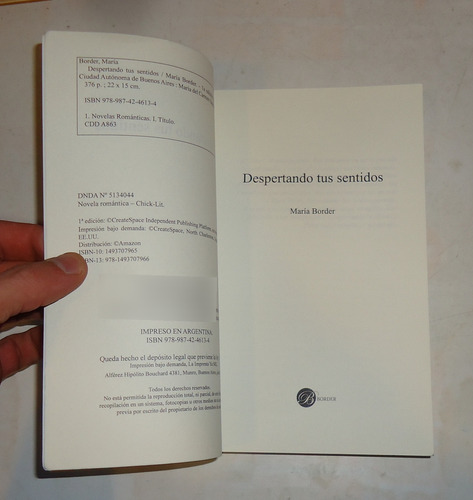 Border, María
Despertando tus sentidos / María Border
Ciudad Autónoma de Buenos Aires : María del Carmen
376 p. ; 22 x 15 cm.
ISBN 978-987-42-4613-4
1. Novelas Románticas. I. Título.
CDD A863
DNDA Nº 5134044
Novela romántica – Chick-Lit.
1ª edición: ©CreateSpace Independent Publishing Platform
Impresión bajo demanda: ©CreateSpace, North
EE.UU.
Distribución: ©Amazon
ISBN-10: 1493707965
ISBN-13: 978-1493707966
IMPRESO EN ARGENTINA
ISBN 978-987-42-4613-4
Queda hecho el depósito legal que previene la
Impresión bajo demanda, La Imprenta
Alférez Hipólito Bouchard 4381, Munro, Buenos
Todos los derechos reservados.
No está permitida la reproducción total, ni parcial, de
recopilación en un sistema, fotocopias u otros medios
previa por escrito del propietario de los derechos
Despertando tus sentidos
María Border
B
BORDER